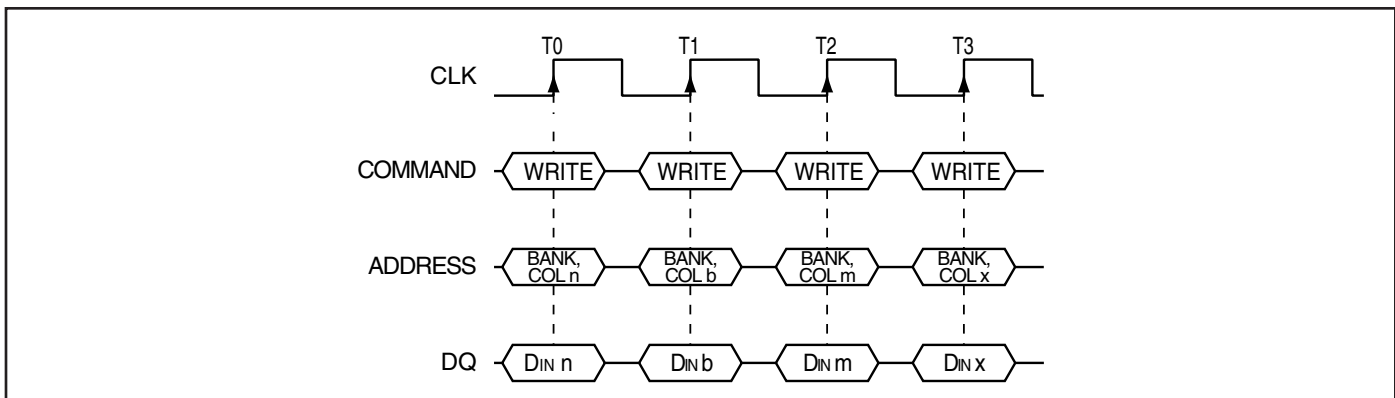 T0 T1 T2 T3
CLK
COMMAND WRITE WRITE WRITE WRITE
ADDRESS BANK, COL n BANK, COL b BANK, COL m BANK, COL x
DQ DIN n DIN b DIN m DIN x